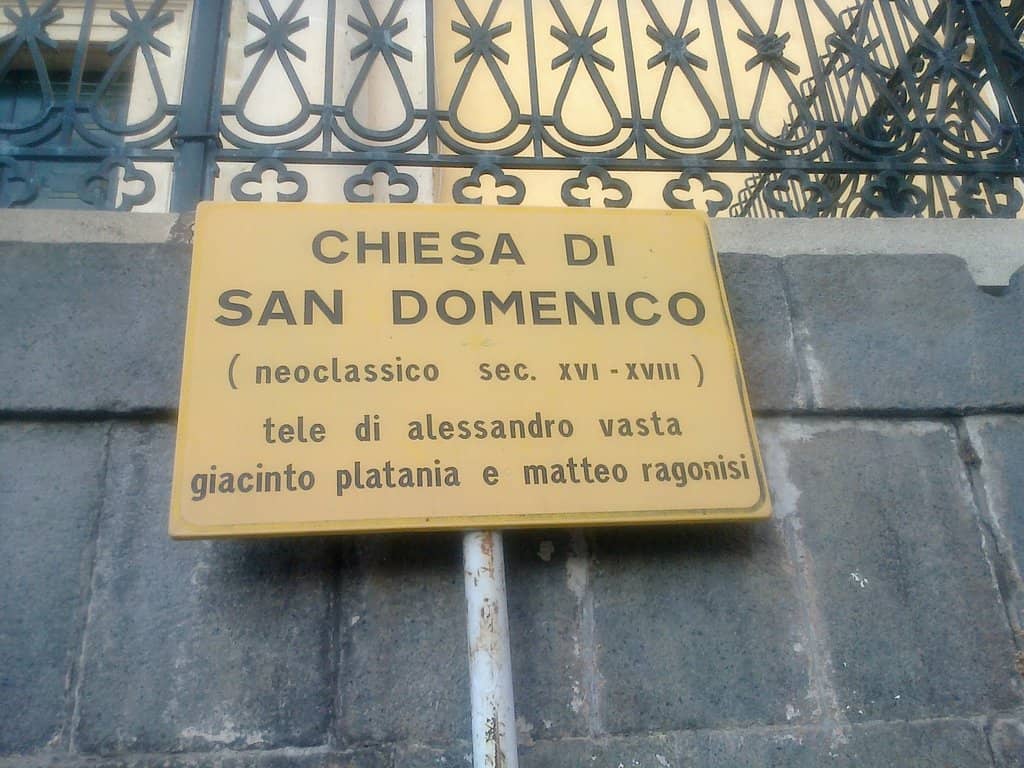 CHIESA DI
SAN DOMENICO
( neoclassico sec. XVI - XVIII )
tele di alessandro vasta
giacinto platania e matteo ragonisi